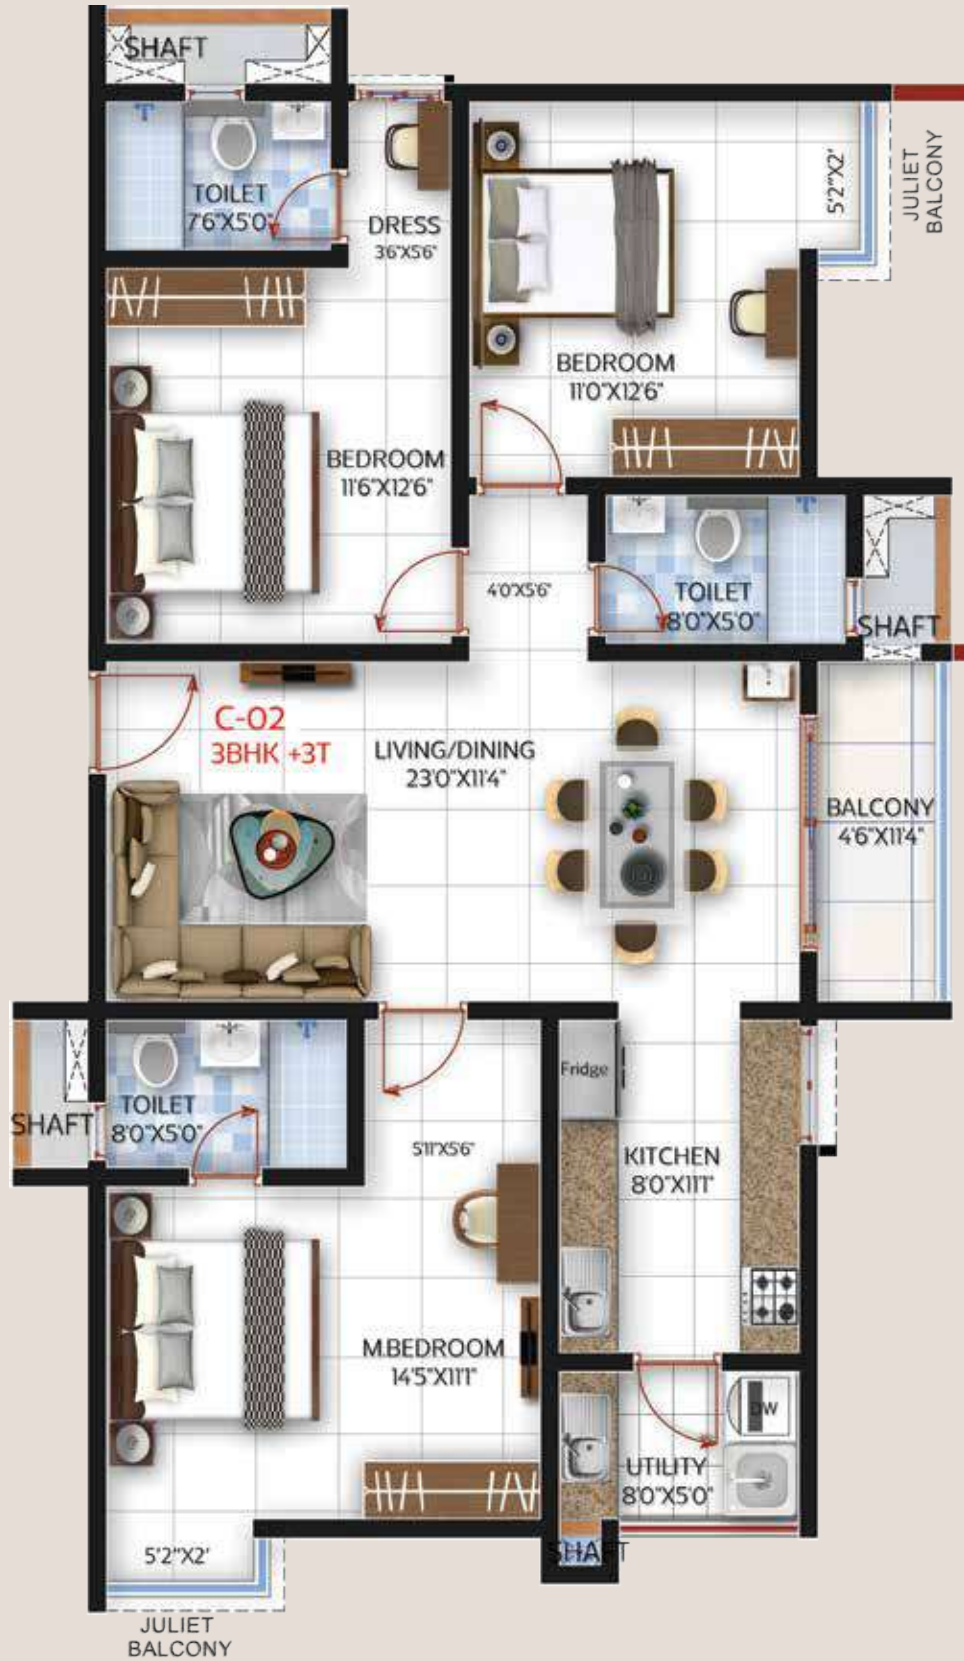 SHAFT
TOILET
7'6"X5'0"
DRESS
3'6"X5'6"
5'2"X2'
JULIET
BALCONY
BEDROOM
11'0"X12'6"
BEDROOM
11'6"X12'6"
4'0X5'6"
TOILET
8'0"X5'0"
SHAFT
C-02
3BHK +3T
LIVING/DINING
23'0"X11'4"
BALCONY
4'6"X11'4"
Fridge
SHAFT
TOILET
8'0"X5'0"
5'11"X5'6"
KITCHEN
8'0"X11'1"
M.BEDROOM
14'5"X11'1"
DW
UTILITY
8'0"X5'0"
SHAFT
5'2"X2'
JULIET
BALCONY